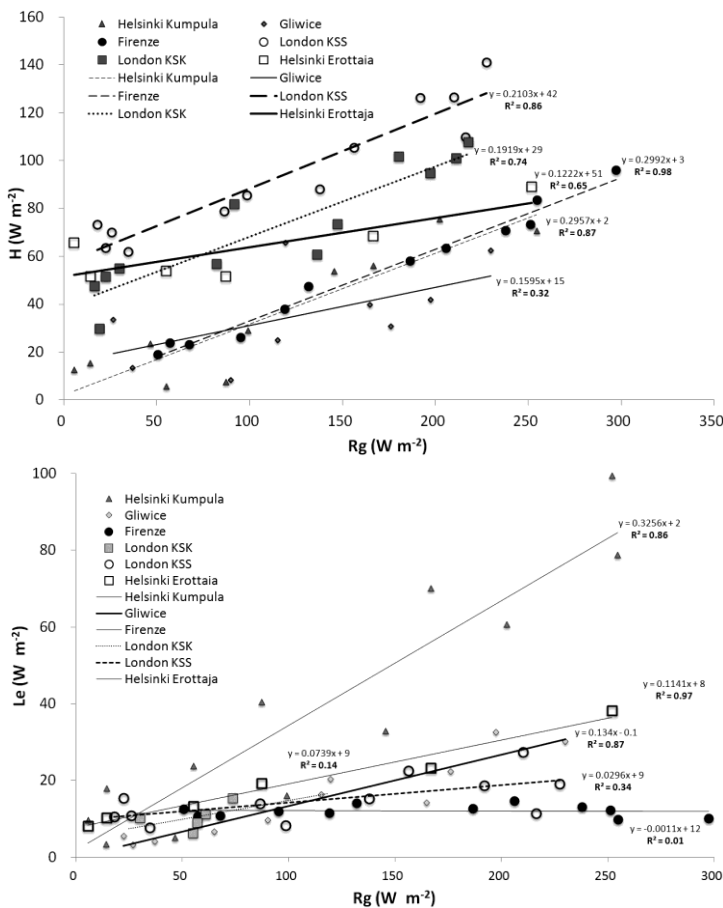 160
140
120
100
80
60
40
20
0
H (W m⁻²)
Helsinki Kumpula
Gliwice
Firenze
London KSS
London KSK
Helsinki Erottaia
Helsinki Kumpula
Gliwice
Firenze
London KSS
London KSK
Helsinki Erottaja
y = 0.2103x + 42
R² = 0.86
y = 0.1919x + 29
R² = 0.74
y = 0.2992x + 3
R² = 0.98
y = 0.1222x + 51
R² = 0.65
y = 0.2957x + 2
R² = 0.87
y = 0.1595x + 15
R² = 0.32
0 50 100 150 200 250 300 350
Rg (W m⁻²)
100
80
60
40
20
0
Le (W m⁻²)
Helsinki Kumpula
Gliwice
Firenze
London KSK
London KSS
Helsinki Erottaia
Helsinki Kumpula
Gliwice
Firenze
London KSK
London KSS
Helsinki Erottaja
y = 0.3256x + 2
R² = 0.86
y = 0.1141x + 8
R² = 0.97
y = 0.0739x + 9
R² = 0.14
y = 0.134x - 0.1
R² = 0.87
y = 0.0296x + 9
R² = 0.34
y = -0.0011x + 12
R² = 0.01
0 50 100 150 200 250 300
Rg (W m⁻²)